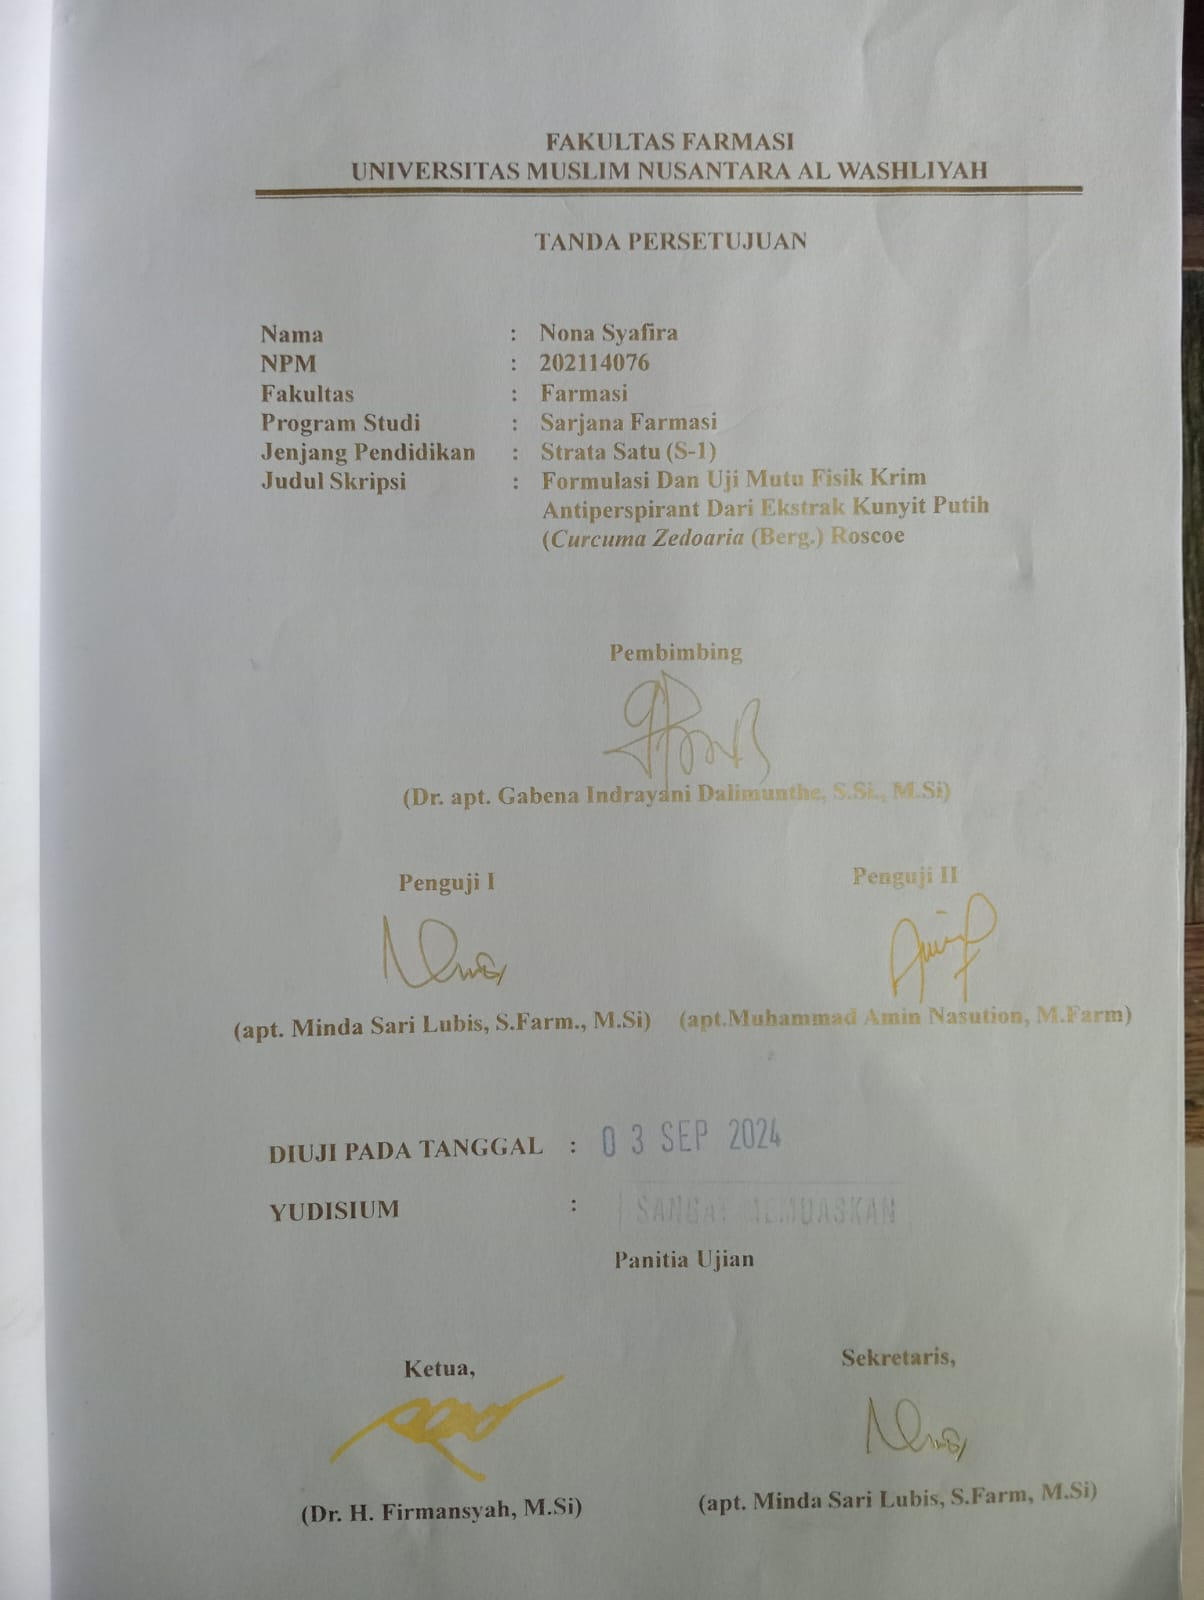 FAKULTAS FARMASI
UNIVERSITAS MUSLIM NUSANTARA AL WASHLIYAH
TANDA PERSETUJUAN
Nama : Nona Syafira
NPM : 202114076
Fakultas : Farmasi
Program Studi : Sarjana Farmasi
Jenjang Pendidikan : Strata Satu (S-1)
Judul Skripsi : Formulasi Dan Uji Mutu Fisik Krim
Antiperspirant Dari Ekstrak Kunyit Putih
(Curcuma Zedoaria (Berg.) Roscoe
Pembimbing
(Dr. apt. Gabena Indrayani Dalimunthe, S.Si., M.Si)
Penguji I Penguji II
(apt. Minda Sari Lubis, S.Farm., M.Si) (apt.Muhammad Amin Nasution, M.Farm)
DIUJI PADA TANGGAL : 03 SEP 2024
YUDISIUM : SANGAT MEMUASKAN
Panitia Ujian
Ketua, Sekretaris,
(Dr. H. Firmansyah, M.Si) (apt. Minda Sari Lubis, S.Farm, M.Si)